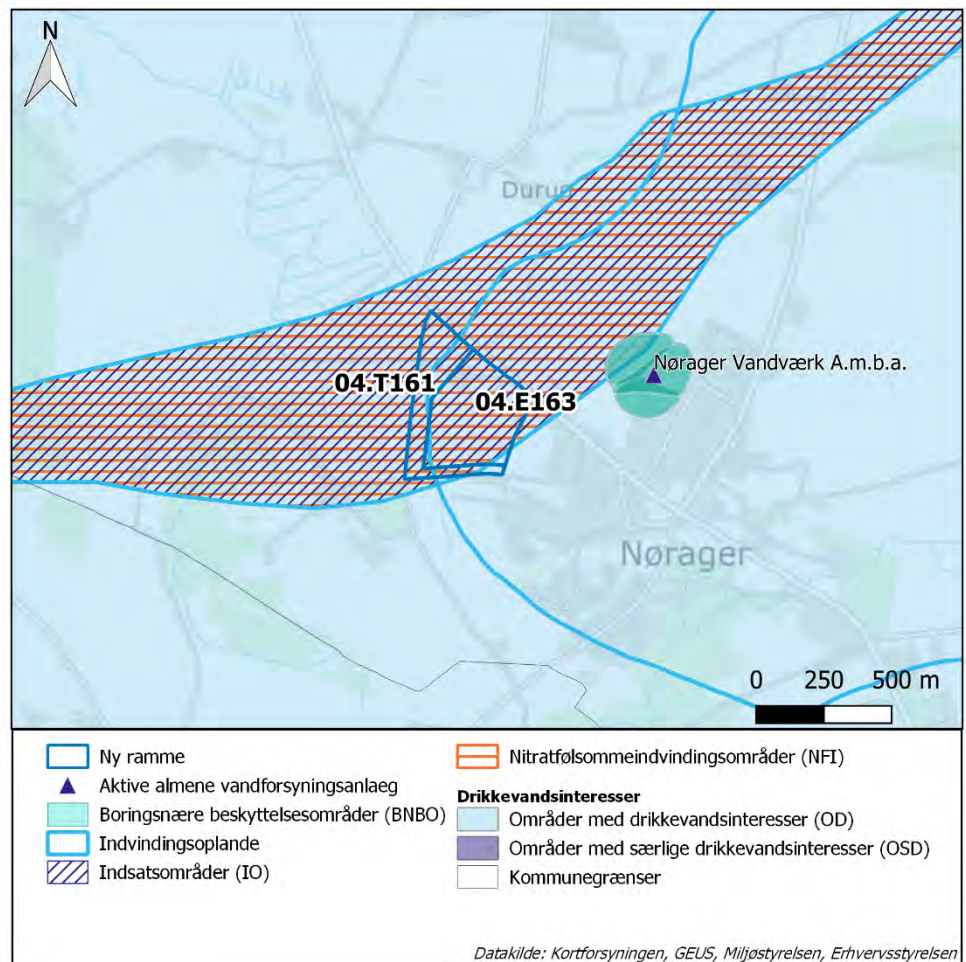 N
Durup
04.T161
Nørager Vandværk A.m.b.a.
04.E163
Nørager
0 250 500 m
Ny ramme
Aktive almene vandforsyningsanlaeg
Boringsnære beskyttelsesområder (BNBO)
Indvindingsoplande
Indsatsområder (IO)
Nitratfølsommeindvindingsområder (NFI)
Drikkevandsinteresser
Områder med drikkevandsinteresser (OD)
Områder med særlige drikkevandsinteresser (OSD)
Kommunegrænser
Datakilde: Kortforsyningen, GEUS, Miljøstyrelsen, Erhvervsstyrelsen